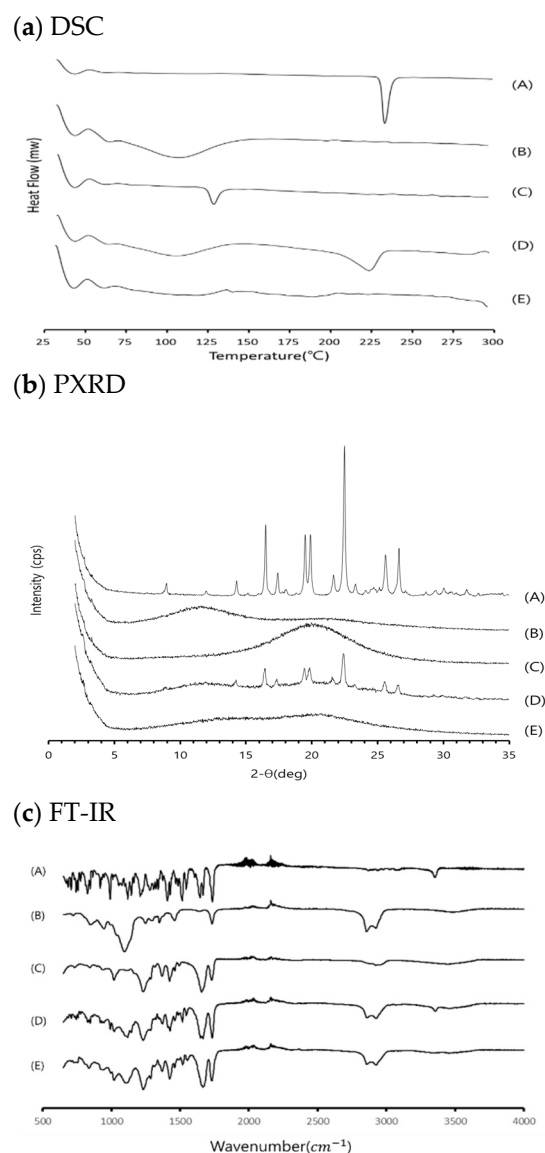 (a) DSC
(A)
(B)
(C)
(D)
(E)
Heat Flow (mw)
25 50 75 100 125 150 175 200 225 250 275 300
Temperature(℃)
(b) PXRD
(A)
(B)
(C)
(D)
(E)
Intensity (cps)
0 5 10 15 20 25 30 35
2-Θ(deg)
(c) FT-IR
(A)
(B)
(C)
(D)
(E)
500 1000 1500 2000 2500 3000 3500 4000
Wavenumber(cm⁻¹)